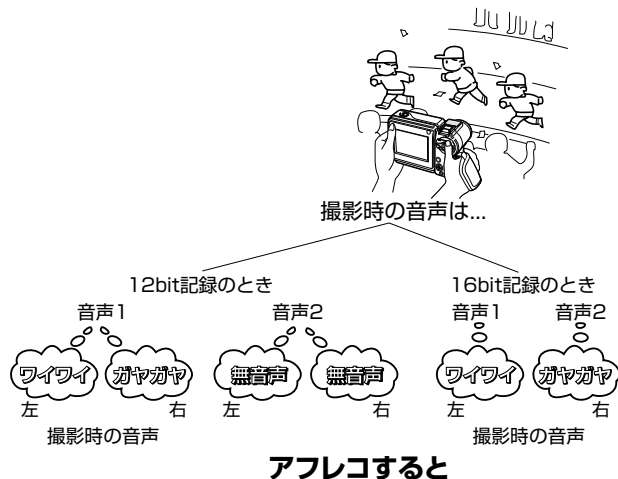 撮影時の音声は...
12bit記録のとき
16bit記録のとき
音声1
音声2
音声1
音声2
ワイワイ
ガヤガヤ
無音声
無音声
ワイワイ
ガヤガヤ
左
右
左
右
左
右
撮影時の音声
撮影時の音声
アフレコすると